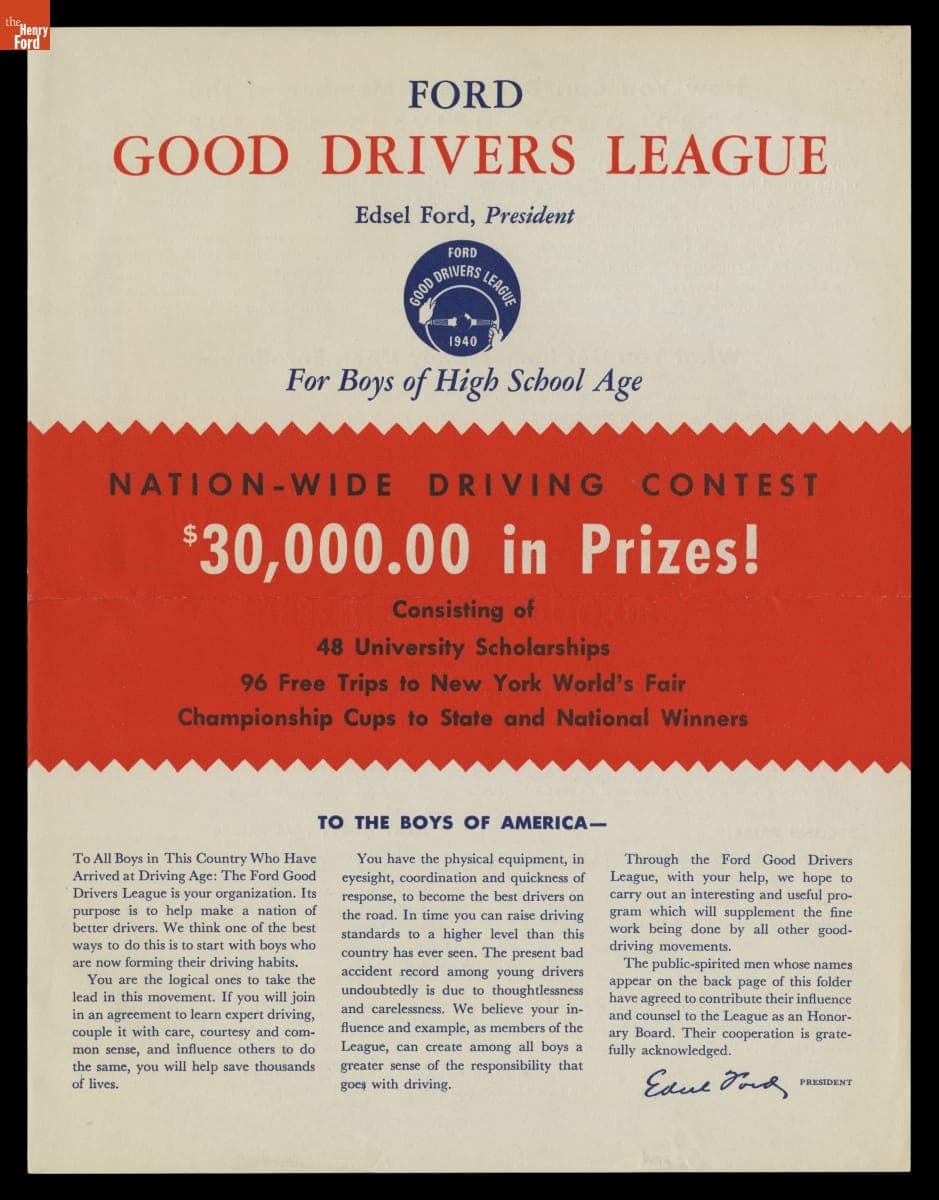 the
Henry
Ford
FORD
GOOD DRIVERS LEAGUE
Edsel Ford, President
FORD
GOOD DRIVERS LEAGUE
1940
For Boys of High School Age
NATION-WIDE DRIVING CONTEST
$30,000.00 in Prizes!
Consisting of
48 University Scholarships
96 Free Trips to New York World's Fair
Championship Cups to State and National Winners
TO THE BOYS OF AMERICA—
To All Boys in This Country Who Have
Arrived at Driving Age: The Ford Good
Drivers League is your organization. Its
purpose is to help make a nation of
better drivers. We think one of the best
ways to do this is to start with boys who
are now forming their driving habits.
You are the logical ones to take the
lead in this movement. If you will join
in an agreement to learn expert driving,
couple it with care, courtesy and com-
mon sense, and influence others to do
the same, you will help save thousands
of lives.
You have the physical equipment, in
eyesight, coordination and quickness of
response, to become the best drivers on
the road. In time you can raise driving
standards to a higher level than this
country has ever seen. The present bad
accident record among young drivers
undoubtedly is due to thoughtlessness
and carelessness. We believe your in-
fluence and example, as members of the
League, can create among all boys a
greater sense of the responsibility that
goes with driving.
Through the Ford Good Drivers
League, with your help, we hope to
carry out an interesting and useful pro-
gram which will supplement the fine
work being done by all other good-
driving movements.
The public-spirited men whose names
appear on the back page of this folder
have agreed to contribute their influence
and counsel to the League as an Honor-
ary Board. Their cooperation is grate-
fully acknowledged.
Edsel Ford PRESIDENT